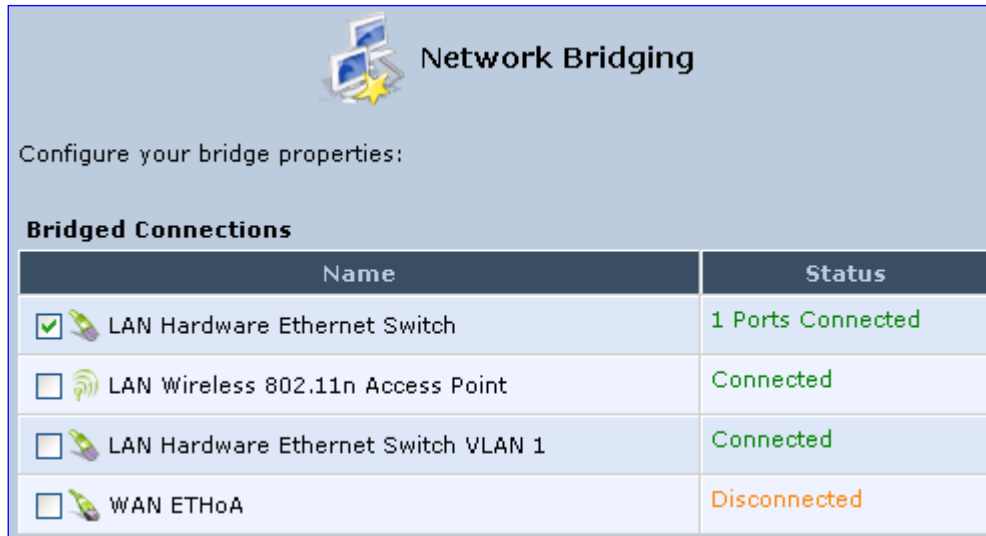 Network Bridging
Configure your bridge properties:
Bridged Connections
Name Status
LAN Hardware Ethernet Switch 1 Ports Connected
LAN Wireless 802.11n Access Point Connected
LAN Hardware Ethernet Switch VLAN 1 Connected
WAN ETHoA Disconnected